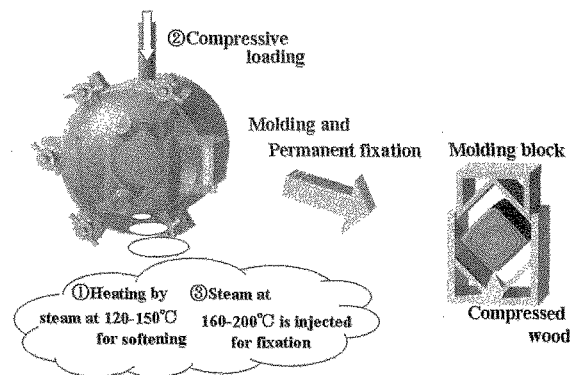 ②Compressive
loading
Molding and
Permanent fixation
Molding block
①Heating by
steam at 120-150℃
for softening
③Steam at
160-200℃ is injected
for fixation
Compressed
wood